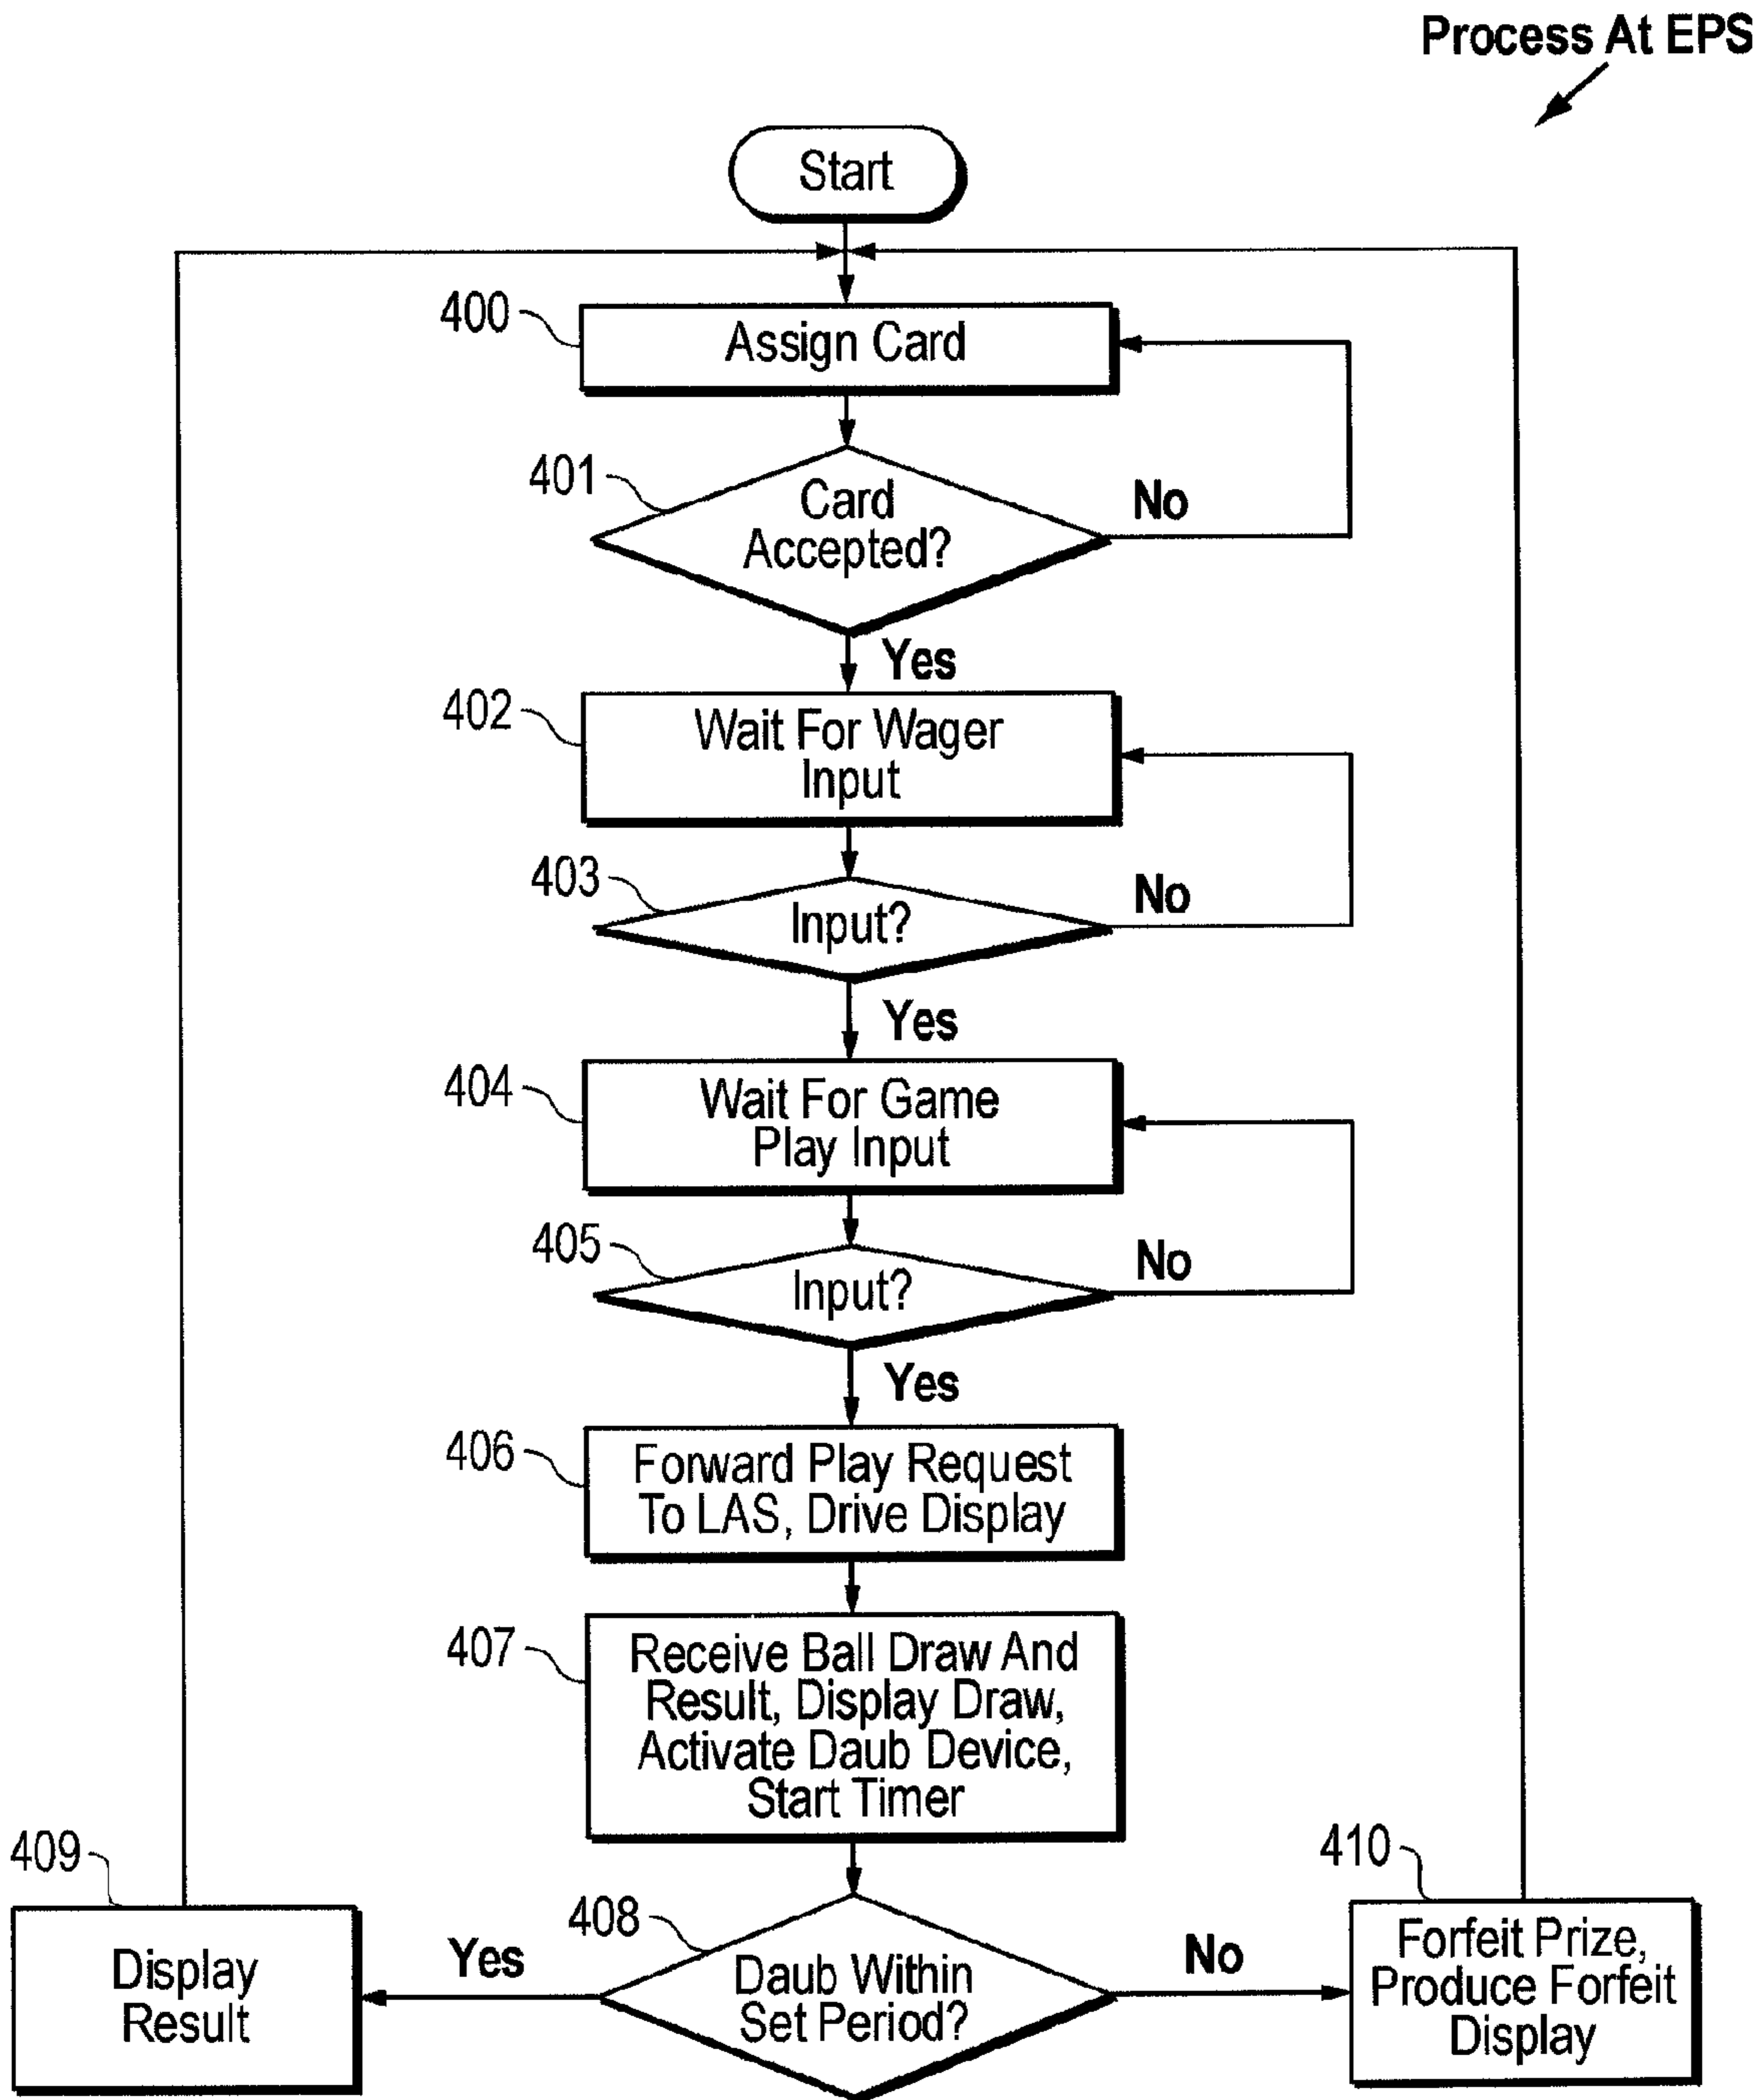 Process At EPS
Start
400
Assign Card
401
Card
Accepted?
No
Yes
402
Wait For Wager
Input
403
Input?
No
Yes
404
Wait For Game
Play Input
405
Input?
No
Yes
406
Forward Play Request
To LAS, Drive Display
407
Receive Ball Draw And
Result, Display Draw,
Activate Daub Device,
Start Timer
408
Daub Within
Set Period?
Yes
No
409
Display
Result
410
Forfeit Prize,
Produce Forfeit
Display